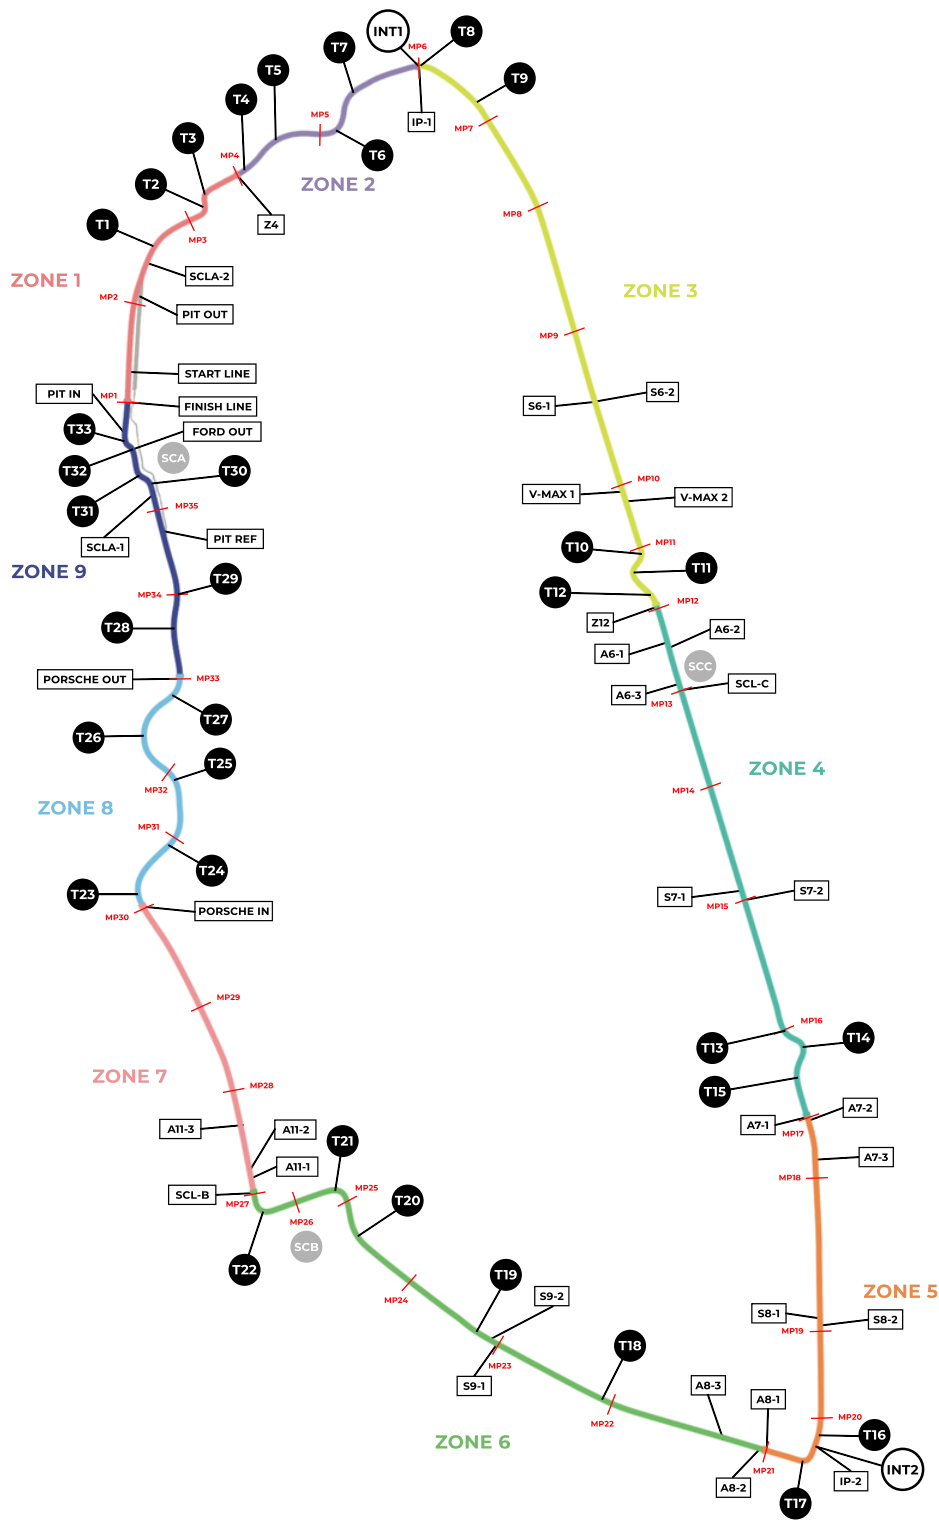 INT1
T8
MP6
T7
T5
T9
T4
MP5
IP-1
MP7
T3
T6
MP4
T2
ZONE 2
MP8
T1
Z4
MP3
SCLA-2
ZONE 1
ZONE 3
MP2
PIT OUT
MP9
START LINE
PIT IN
MP1
S6-2
FINISH LINE
S6-1
T33
FORD OUT
SCA
T32
T30
MP10
V-MAX 1
V-MAX 2
MP35
T31
PIT REF
MP11
SCLA-1
T10
ZONE 9
T11
T29
MP34
T12
MP12
Z12
T28
A6-2
A6-1
SCC
PORSCHE OUT
MP33
SCL-C
A6-3
MP13
T27
T26
T25
ZONE 4
MP32
MP14
ZONE 8
MP31
T24
T23
S7-2
S7-1
MP15
PORSCHE IN
MP30
MP29
MP16
T14
T13
ZONE 7
MP28
T15
A7-2
A11-3
A11-2
A7-1
MP17
T21
A7-3
A11-1
MP18
SCL-B
MP25
MP27
T20
MP26
SCB
T22
T19
ZONE 5
S9-2
MP24
S8-1
S8-2
MP19
T18
MP23
S9-1
A8-3
A8-1
MP20
MP22
T16
ZONE 6
INT2
MP21
IP-2
A8-2
T17